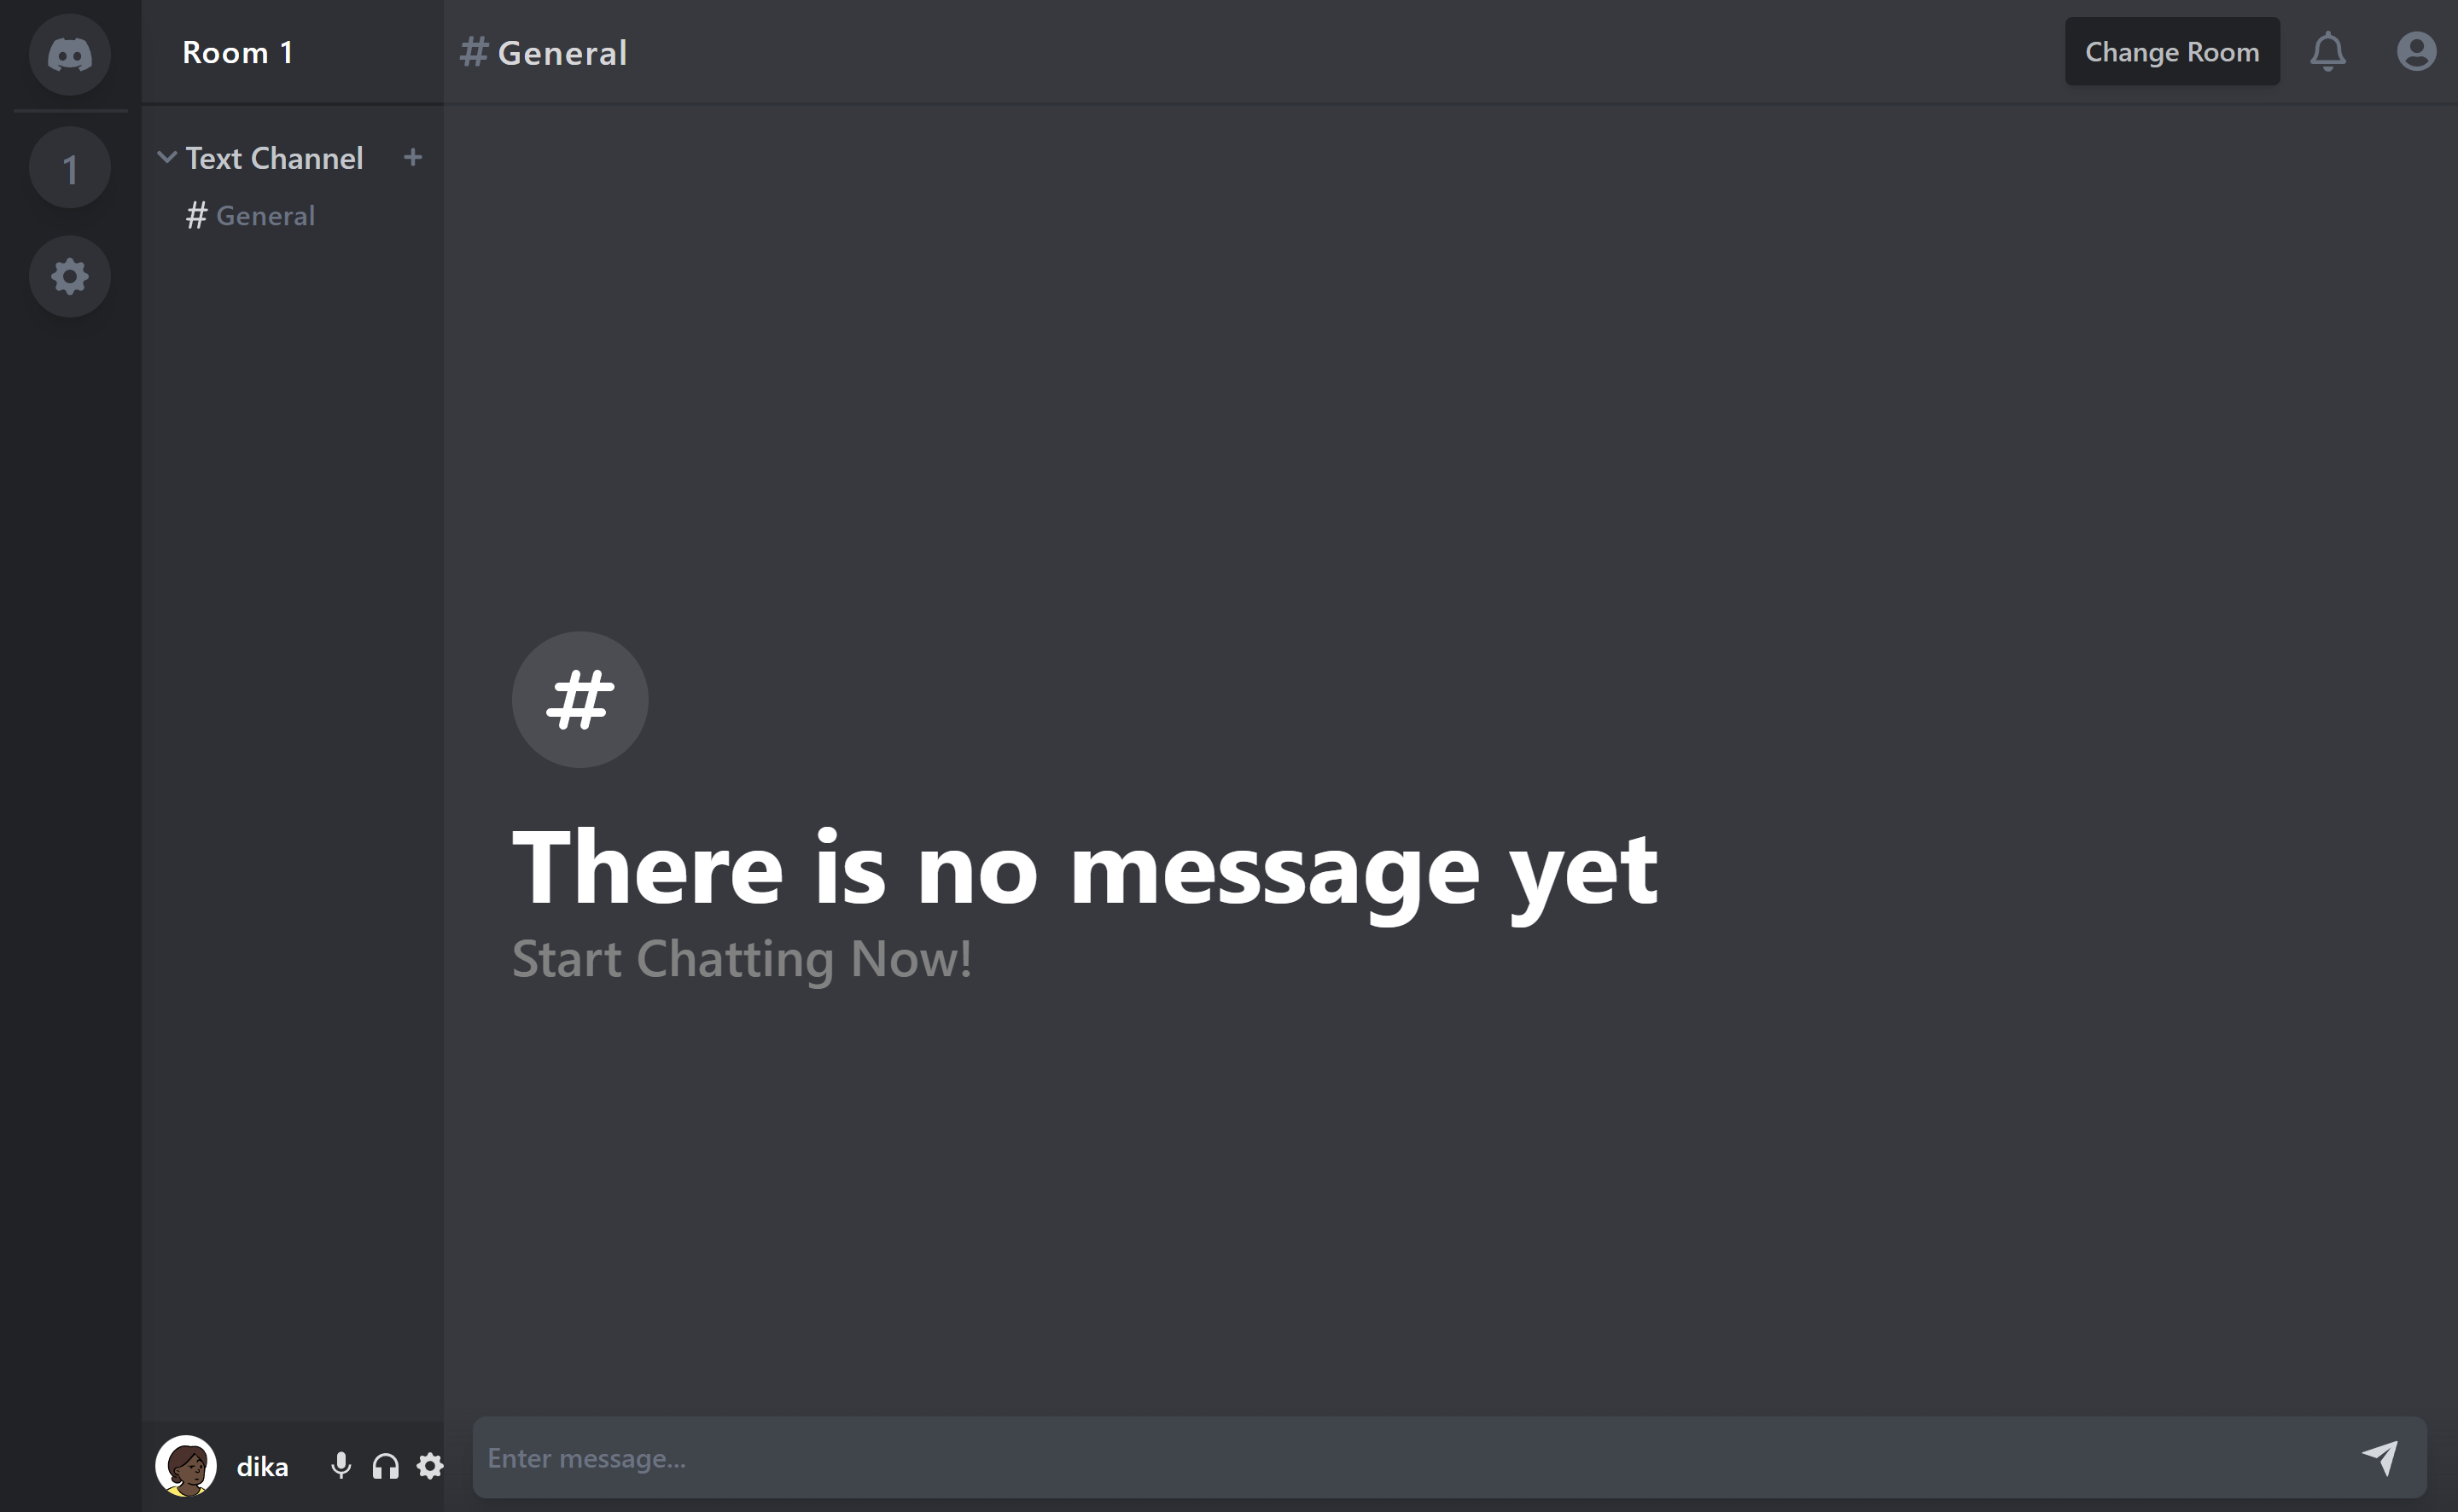 Room 1
# General
Change Room
1
Text Channel +
# General
#
There is no message yet
Start Chatting Now!
dika
Enter message...